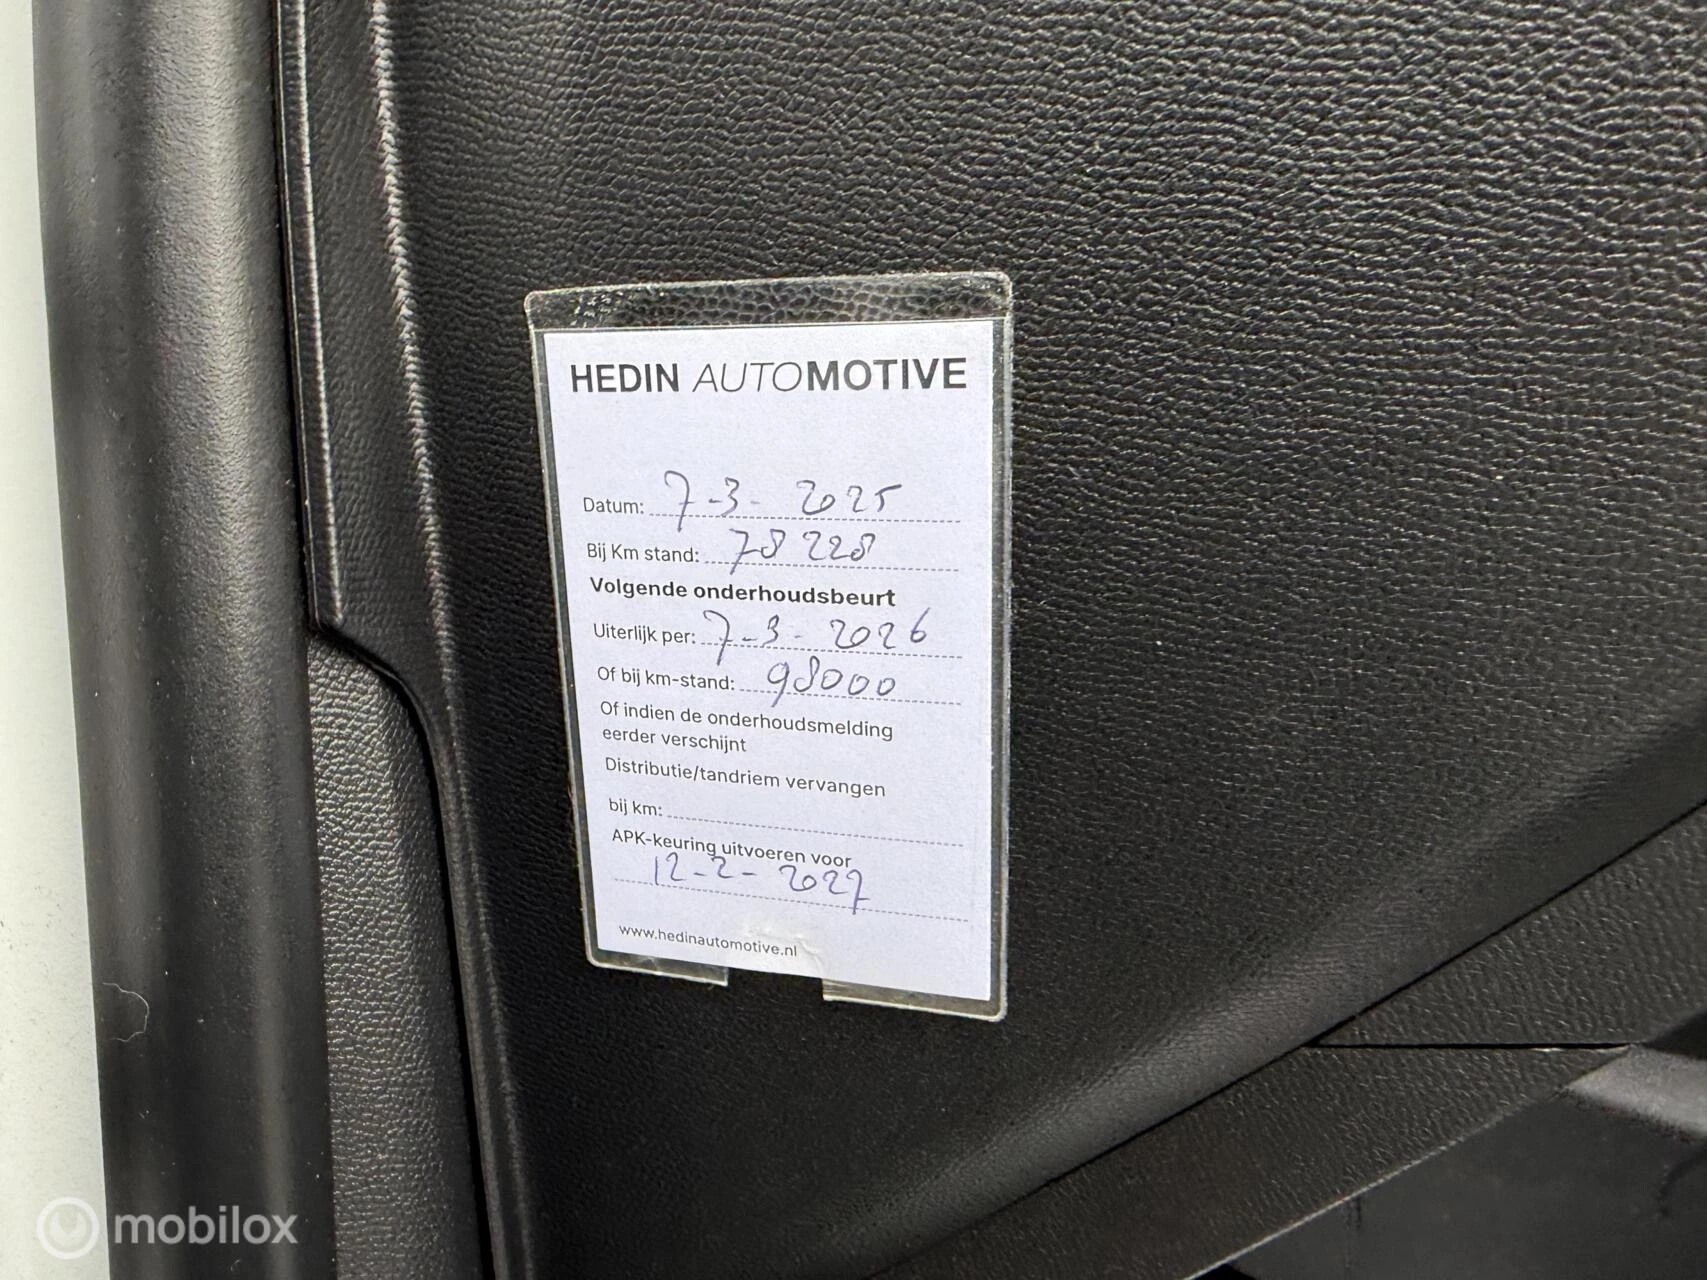 HEDIN AUTOMOTIVE
Datum: 7-3-2025
Bij Km stand: 78228
Volgende onderhoudsbeurt
Uiterlijk per: 7-3-2026
Of bij km-stand: 98000
Of indien de onderhoudsmelding
eerder verschijnt
Distributie/tandriem vervangen
bij km:
APK-keuring uitvoeren voor
12-2-2027
www.hedinautomotive.nl
mobilox